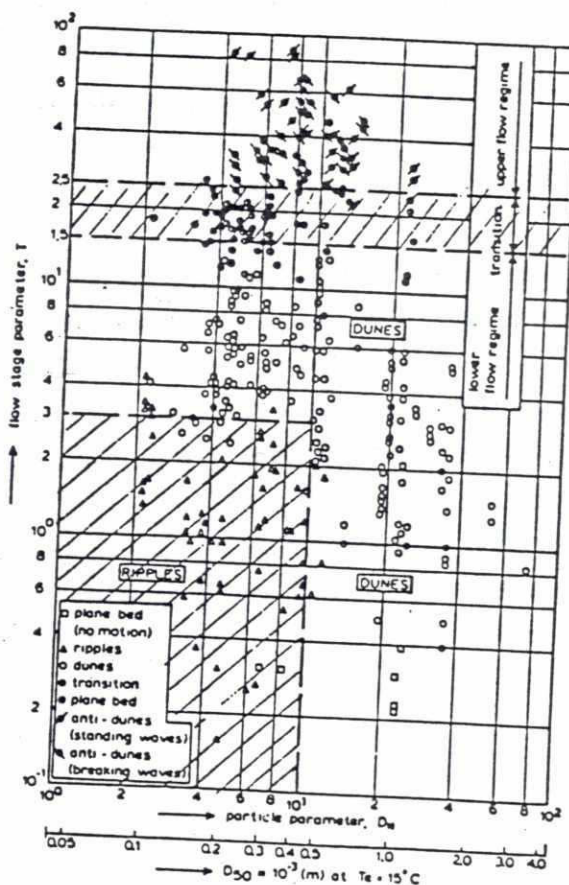 10²
8
6
4
2.5
2
1.5
10¹
8
6
4
3
2
10⁰
8
6
4
2
10⁻¹
flow stage parameter, T
upper flow regime
transition
lower flow regime
DUNES
RIPPLES
DUNES
plane bed
(no motion)
ripples
dunes
transition
plane bed
anti-dunes
(standing waves)
anti-dunes
(breaking waves)
10⁰ 2 4 6 8 10¹ 2 4 6 8 10²
particle parameter, D
0.05 0.1 0.2 0.3 0.4 0.5 1.0 2.0 3.0 4.0
D50 × 10⁻³ (m) at Te = 15°C